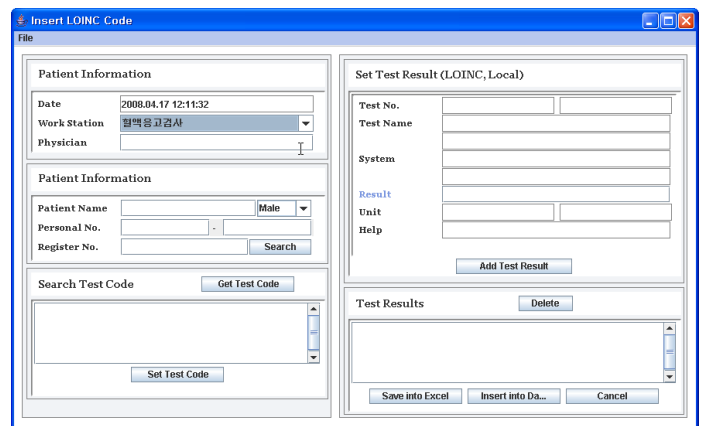 Insert LOINC Code
File
Patient Information
Date 2008.04.17 12:11:32
Work Station 혈액응고검사
Physician
Patient Information
Patient Name Male
Personal No. -
Register No. Search
Search Test Code Get Test Code
Set Test Code
Set Test Result (LOINC, Local)
Test No.
Test Name
System
Result
Unit
Help
Add Test Result
Test Results Delete
Save into Excel Insert into Da... Cancel